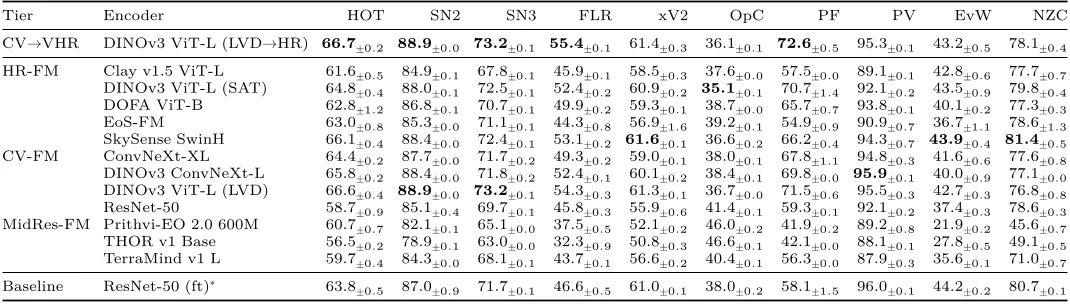 Tier Encoder HOT SN2 SN3 FLR xV2 OpC PF PV EvW NZC
CV→VHR DINOv3 ViT-L (LVD→HR) 66.7±0.2 88.9±0.0 73.2±0.1 55.4±0.1 61.4±0.3 36.1±0.1 72.6±0.5 95.3±0.1 43.2±0.5 78.1±0.4
HR-FM Clay v1.5 ViT-L 61.6±0.5 84.9±0.1 67.8±0.1 45.9±0.1 58.5±0.3 37.6±0.0 57.5±0.0 89.1±0.1 42.8±0.6 77.7±0.7
DINOv3 ViT-L (SAT) 64.8±0.4 88.0±0.1 72.5±0.1 52.4±0.2 60.9±0.2 35.1±0.1 70.7±1.4 92.1±0.2 43.5±0.9 79.8±0.4
DOFA ViT-B 62.8±1.2 86.8±0.1 70.7±0.1 49.9±0.2 59.3±0.1 38.7±0.0 65.7±0.7 93.8±0.1 40.1±0.2 77.3±0.3
EoS-FM 63.0±0.8 85.3±0.0 71.1±0.1 44.3±0.8 56.9±1.6 39.2±0.1 54.9±0.9 90.9±0.7 36.7±1.1 78.6±1.3
SkySense SwinH 66.1±0.4 88.4±0.0 72.4±0.1 53.1±0.2 61.6±0.1 36.6±0.2 66.2±0.4 94.3±0.7 43.9±0.4 81.4±0.5
CV-FM ConvNeXt-XL 64.4±0.2 87.7±0.0 71.7±0.2 49.3±0.2 59.0±0.1 38.0±0.1 67.8±1.1 94.8±0.3 41.6±0.6 77.6±0.8
DINOv3 ConvNeXt-L 65.8±0.2 88.4±0.0 71.8±0.2 52.4±0.1 60.1±0.2 38.4±0.1 69.8±0.0 95.9±0.1 40.0±0.9 77.1±0.0
DINOv3 ViT-L (LVD) 66.6±0.4 88.9±0.0 73.2±0.1 54.3±0.3 61.3±0.1 36.7±0.0 71.5±0.6 95.5±0.3 42.7±0.3 76.8±0.8
ResNet-50 58.7±0.9 85.1±0.4 69.7±0.1 45.8±0.3 55.9±0.6 41.4±0.1 59.3±0.1 92.1±0.2 37.4±0.3 78.6±0.3
MidRes-FM Prithvi-EO 2.0 600M 60.7±0.7 82.1±0.1 65.1±0.0 37.5±0.5 52.1±0.2 46.0±0.2 41.9±0.2 89.2±0.8 21.9±0.2 45.6±0.7
THOR v1 Base 56.5±0.2 78.9±0.1 63.0±0.0 32.3±0.9 50.8±0.3 46.6±0.1 42.1±0.0 88.1±0.1 27.8±0.5 49.1±0.5
TerraMind v1 L 59.7±0.4 84.3±0.0 68.1±0.1 43.7±0.1 56.6±0.2 40.4±0.1 56.3±0.0 87.9±0.3 35.6±0.1 71.0±0.7
Baseline ResNet-50 (ft)* 63.8±0.5 87.0±0.9 71.7±0.1 46.6±0.5 61.0±0.1 38.0±0.2 58.1±1.5 96.0±0.1 44.2±0.2 80.7±0.1